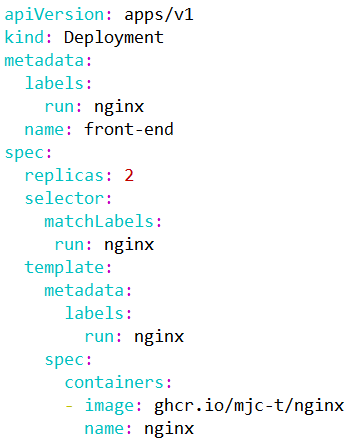 apiVersion: apps/v1
kind: Deployment
metadata:
  labels:
    run: nginx
  name: front-end
spec:
  replicas: 2
  selector:
    matchLabels:
     run: nginx
  template:
    metadata:
      labels:
        run: nginx
    spec:
      containers:
      - image: ghcr.io/mjc-t/nginx
        name: nginx